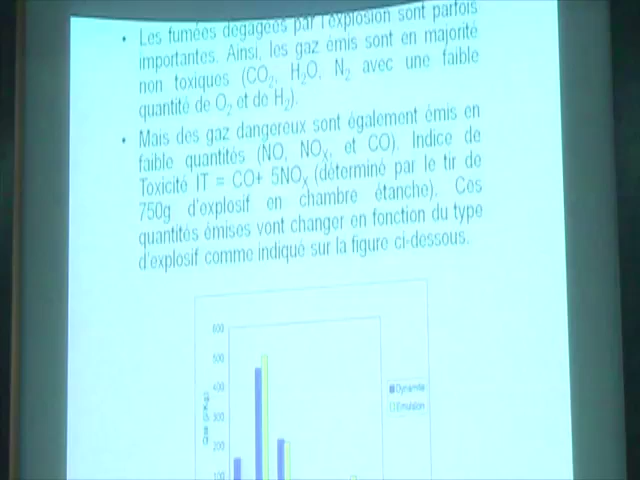 • Les fumées dégagées par l'explosion sont parfois
importantes. Ainsi, les gaz émis sont en majorité
non toxiques (CO₂, H₂O, N₂ avec une faible
quantité de O₂ et de H₂).
• Mais des gaz dangereux sont également émis en
faible quantités (NO, NOₓ, et CO). Indice de
Toxicité IT = CO+ 5NOₓ (déterminé par le tir de
750g d'explosif en chambre étanche). Ces
quantités émises vont changer en fonction du type
d'explosif comme indiqué sur la figure ci-dessous.
600
500
400
300
200
100
Dynamite
Emulsion